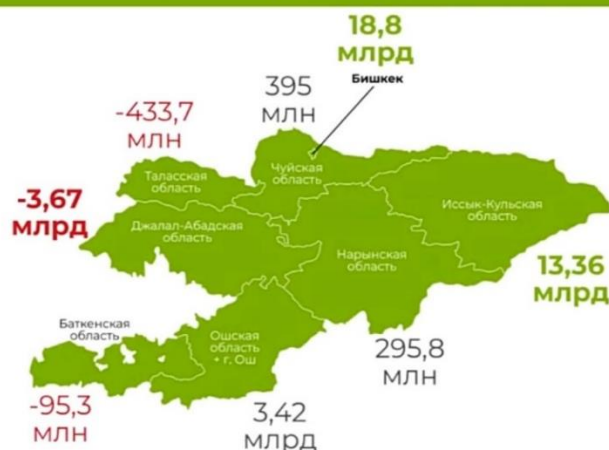 18,8
млрд
Бишкек
395
млн
-433,7
млн
Таласская
область
Чуйская
область
-3,67
млрд
Джалал-Абадская
область
Иссык-Кульская
область
Нарынская
область
13,36
млрд
Баткенская
область
Ошская
область
+ г. Ош
295,8
млн
-95,3
млн
3,42
млрд